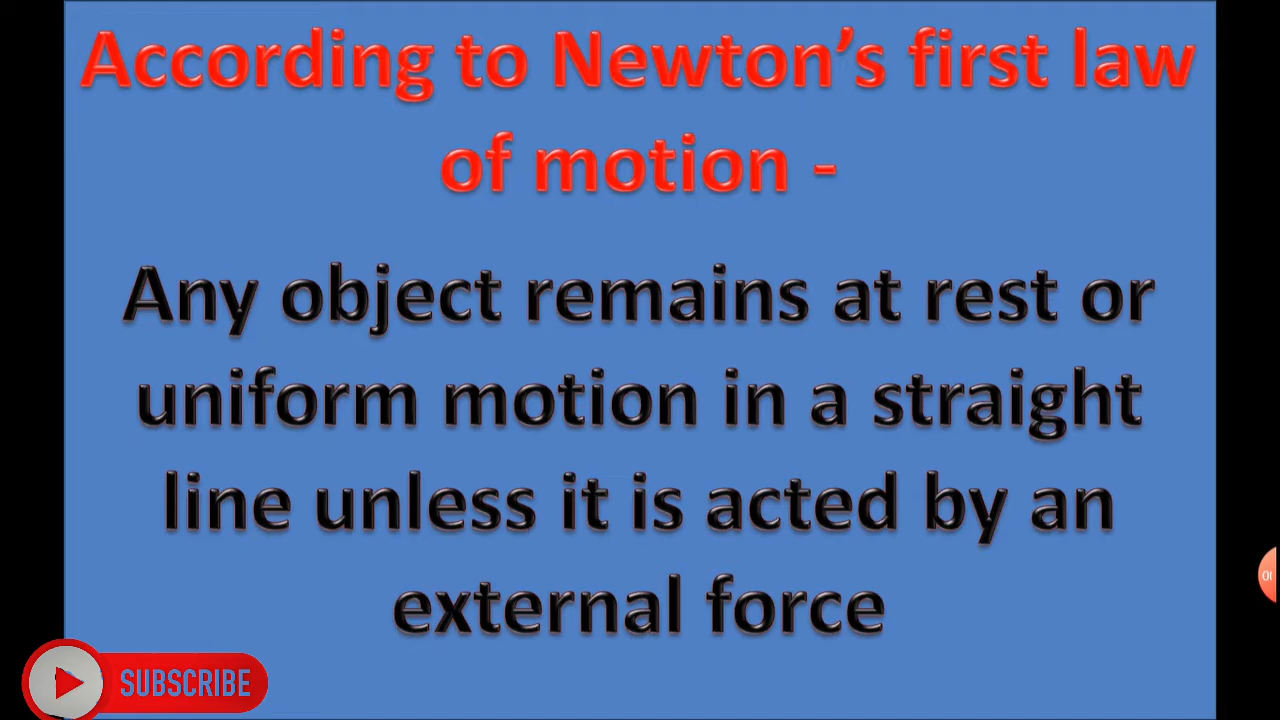 According to Newton’s first law
of motion -
Any object remains at rest or
uniform motion in a straight
line unless it is acted by an
external force
SUBSCRIBE